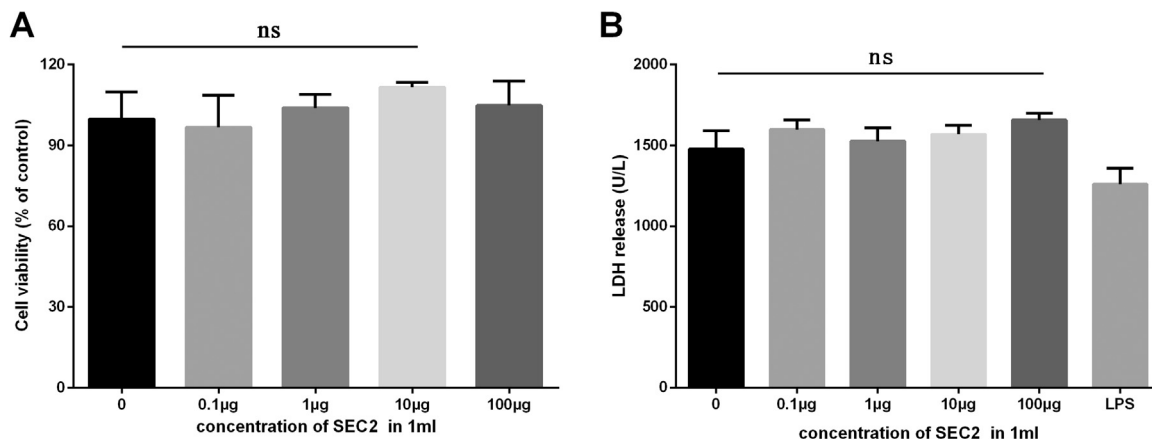 A
ns
120
90
60
30
0
Cell viability (% of control)
0 0.1µg 1µg 10µg 100µg
concentration of SEC2 in 1ml
B
ns
2000
1500
1000
500
0
LDH release (U/L)
0 0.1µg 1µg 10µg 100µg LPS
concentration of SEC2 in 1ml